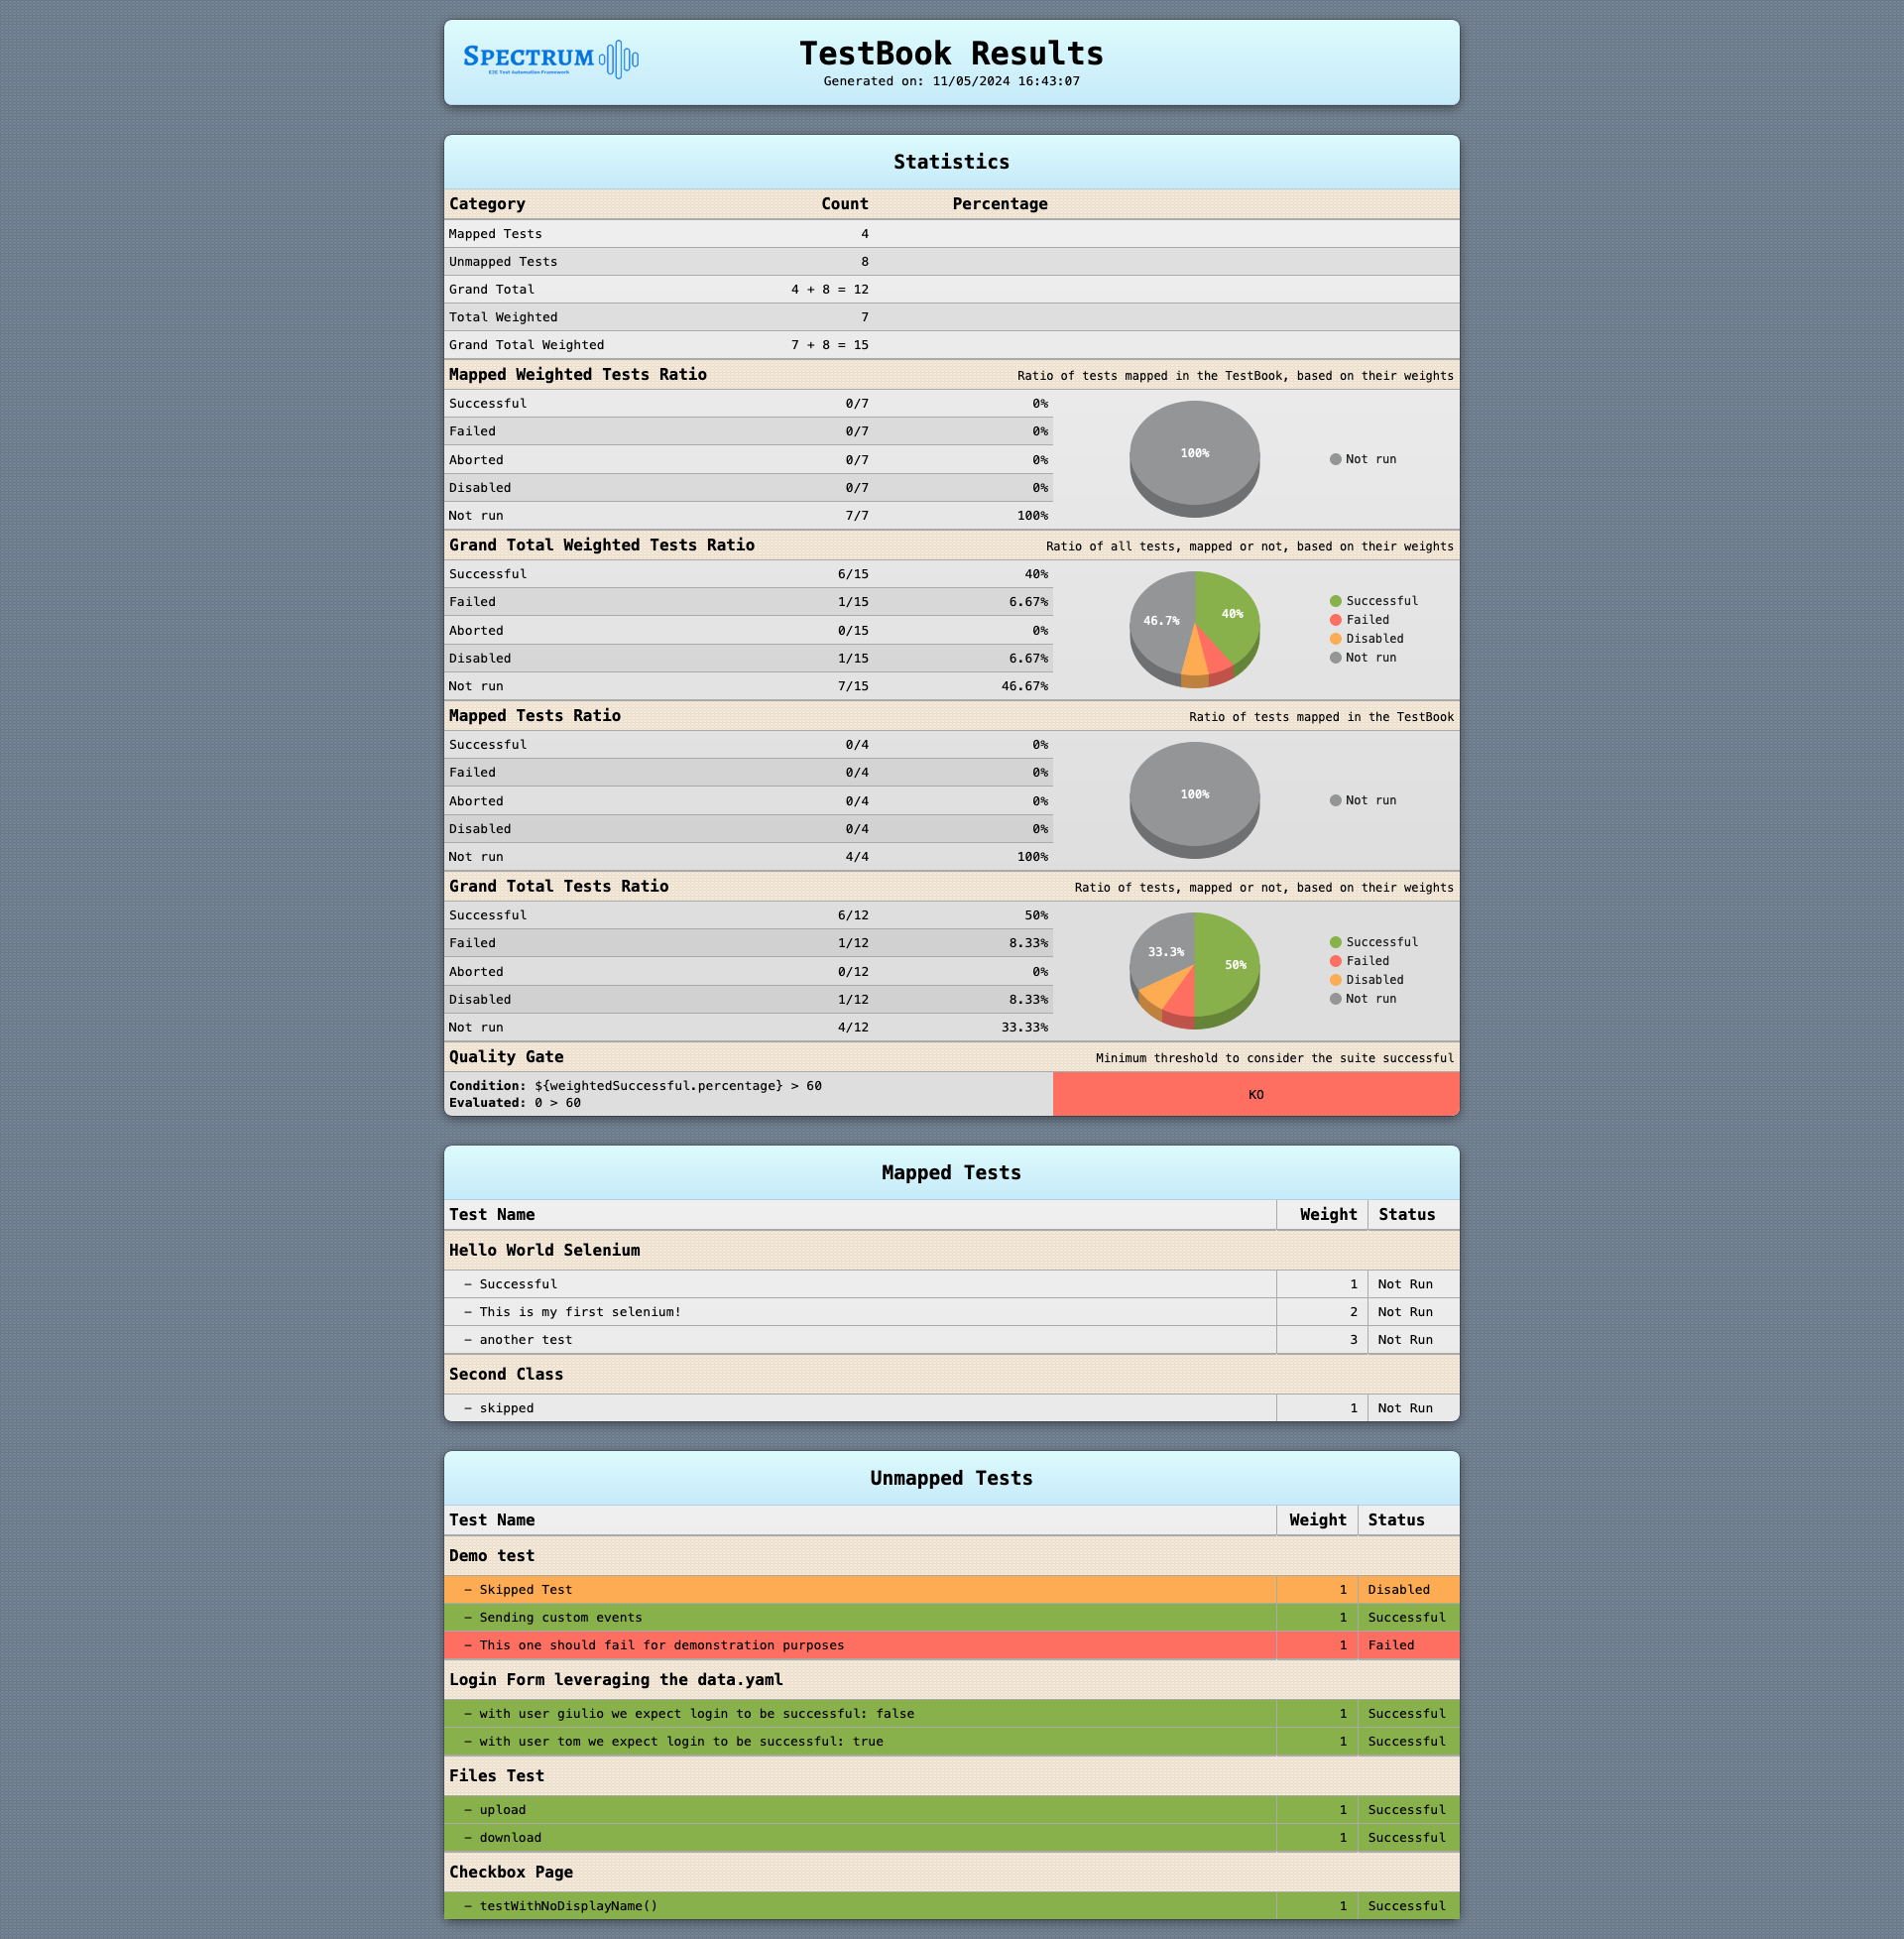 SPECTRUM
E2E Test Automation Framework
TestBook Results
Generated on: 11/05/2024 16:43:07
Statistics
Category Count Percentage
Mapped Tests 4
Unmapped Tests 8
Grand Total 4 + 8 = 12
Total Weighted 7
Grand Total Weighted 7 + 8 = 15
Mapped Weighted Tests Ratio Ratio of tests mapped in the TestBook, based on their weights
Successful 0/7 0%
Failed 0/7 0%
Aborted 0/7 0%
Disabled 0/7 0%
Not run 7/7 100%
100%
Not run
Grand Total Weighted Tests Ratio Ratio of all tests, mapped or not, based on their weights
Successful 6/15 40%
Failed 1/15 6.67%
Aborted 0/15 0%
Disabled 1/15 6.67%
Not run 7/15 46.67%
40%
46.7%
Successful
Failed
Disabled
Not run
Mapped Tests Ratio Ratio of tests mapped in the TestBook
Successful 0/4 0%
Failed 0/4 0%
Aborted 0/4 0%
Disabled 0/4 0%
Not run 4/4 100%
100%
Not run
Grand Total Tests Ratio Ratio of tests, mapped or not, based on their weights
Successful 6/12 50%
Failed 1/12 8.33%
Aborted 0/12 0%
Disabled 1/12 8.33%
Not run 4/12 33.33%
33.3%
50%
Successful
Failed
Disabled
Not run
Quality Gate Minimum threshold to consider the suite successful
Condition: ${weightedSuccessful.percentage} > 60
Evaluated: 0 > 60
KO
Mapped Tests
Test Name Weight Status
Hello World Selenium
− Successful 1 Not Run
− This is my first selenium! 2 Not Run
− another test 3 Not Run
Second Class
− skipped 1 Not Run
Unmapped Tests
Test Name Weight Status
Demo test
− Skipped Test 1 Disabled
− Sending custom events 1 Successful
− This one should fail for demonstration purposes 1 Failed
Login Form leveraging the data.yaml
− with user giulio we expect login to be successful: false 1 Successful
− with user tom we expect login to be successful: true 1 Successful
Files Test
− upload 1 Successful
− download 1 Successful
Checkbox Page
− testWithNoDisplayName() 1 Successful